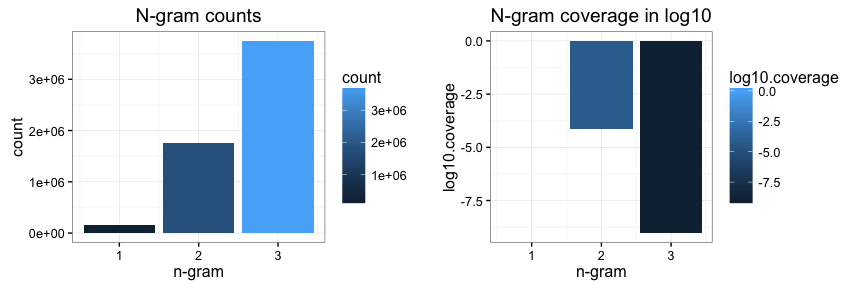 N-gram counts
3e+06
2e+06
1e+06
0e+00
count
1 2 3
n-gram
count
3e+06
2e+06
1e+06
N-gram coverage in log10
0.0
-2.5
-5.0
-7.5
log10.coverage
1 2 3
n-gram
log10.coverage
0.0
-2.5
-5.0
-7.5